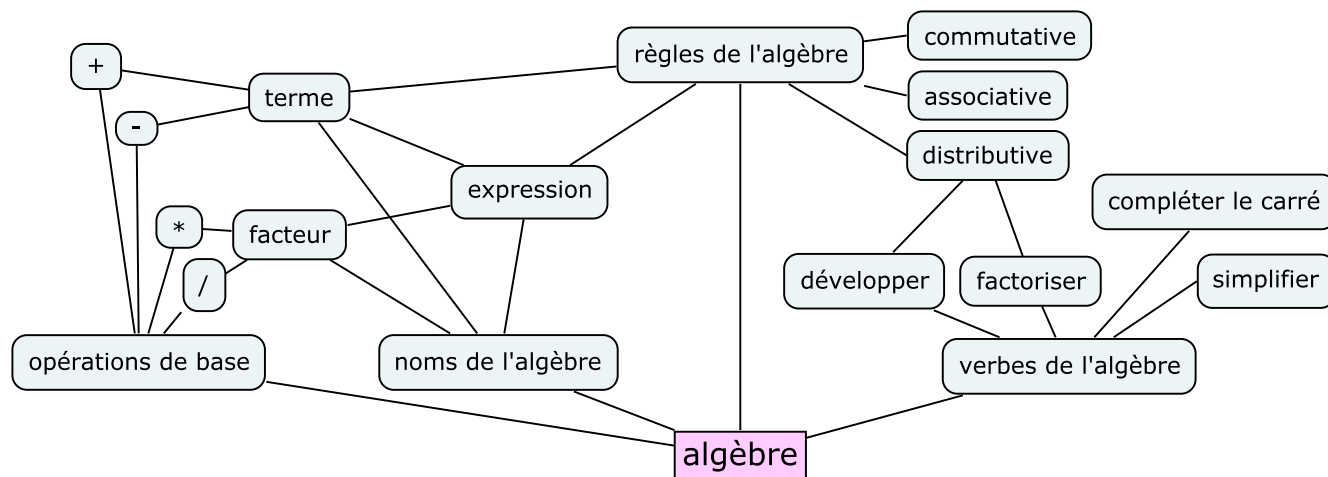 commutative
règles de l'algèbre
+
associative
terme
-
distributive
expression
compléter le carré
*
facteur
développer
factoriser
simplifier
/
opérations de base
noms de l'algèbre
verbes de l'algèbre
algèbre